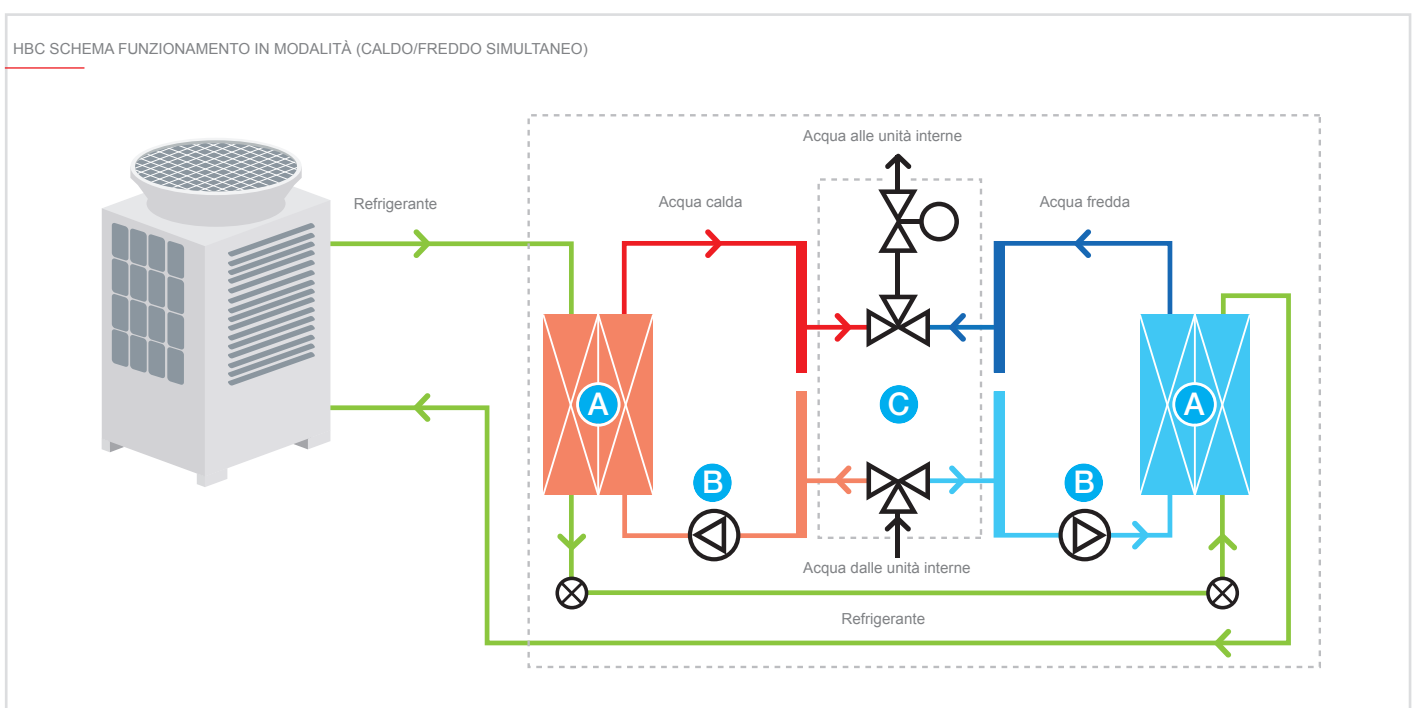 HBC SCHEMA FUNZIONAMENTO IN MODALITÀ (CALDO/FREDDO SIMULTANEO)
Acqua alle unità interne
Refrigerante
Acqua calda
Acqua fredda
A
C
A
B
B
Acqua dalle unità interne
Refrigerante